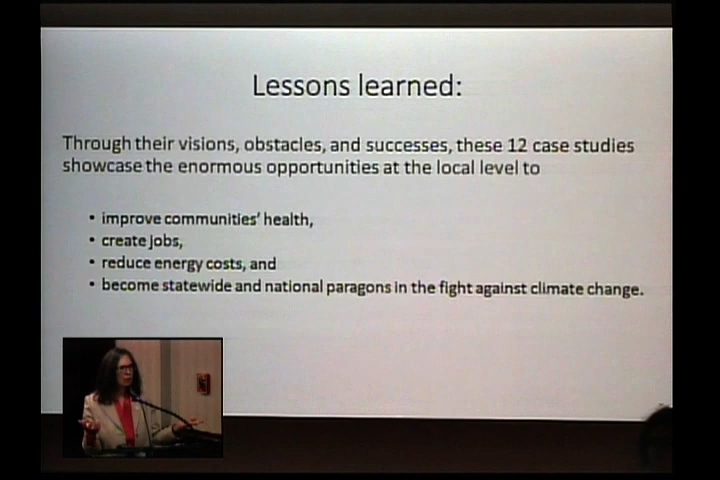 Lessons learned:
Through their visions, obstacles, and successes, these 12 case studies
showcase the enormous opportunities at the local level to
• improve communities' health,
• create jobs,
• reduce energy costs, and
• become statewide and national paragons in the fight against climate change.